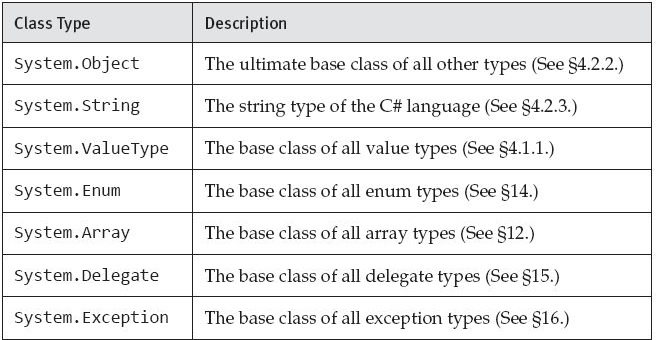 Class Type Description
System.Object The ultimate base class of all other types (See §4.2.2.)
System.String The string type of the C# language (See §4.2.3.)
System.ValueType The base class of all value types (See §4.1.1.)
System.Enum The base class of all enum types (See §14.)
System.Array The base class of all array types (See §12.)
System.Delegate The base class of all delegate types (See §15.)
System.Exception The base class of all exception types (See §16.)